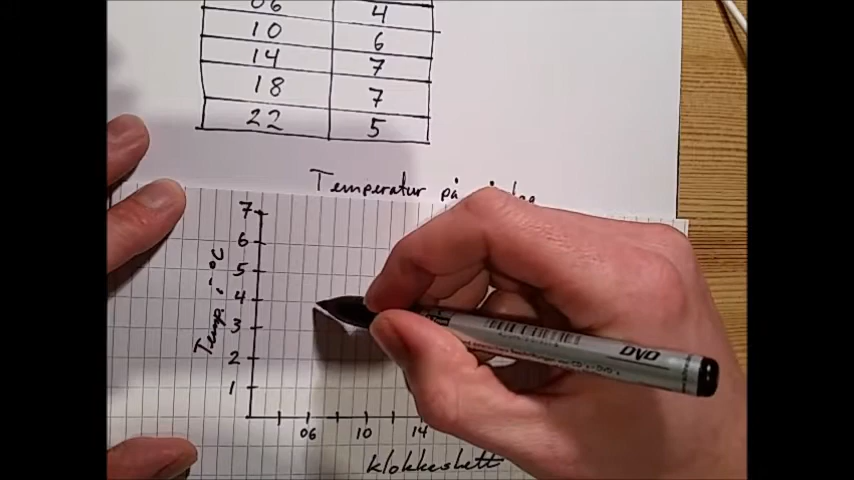 06 4
10 6
14 7
18 7
22 5
Temperatur på
7
6
5
4
3
2
1
Temp. i °C
06 10 14
klokkeslett
DVD